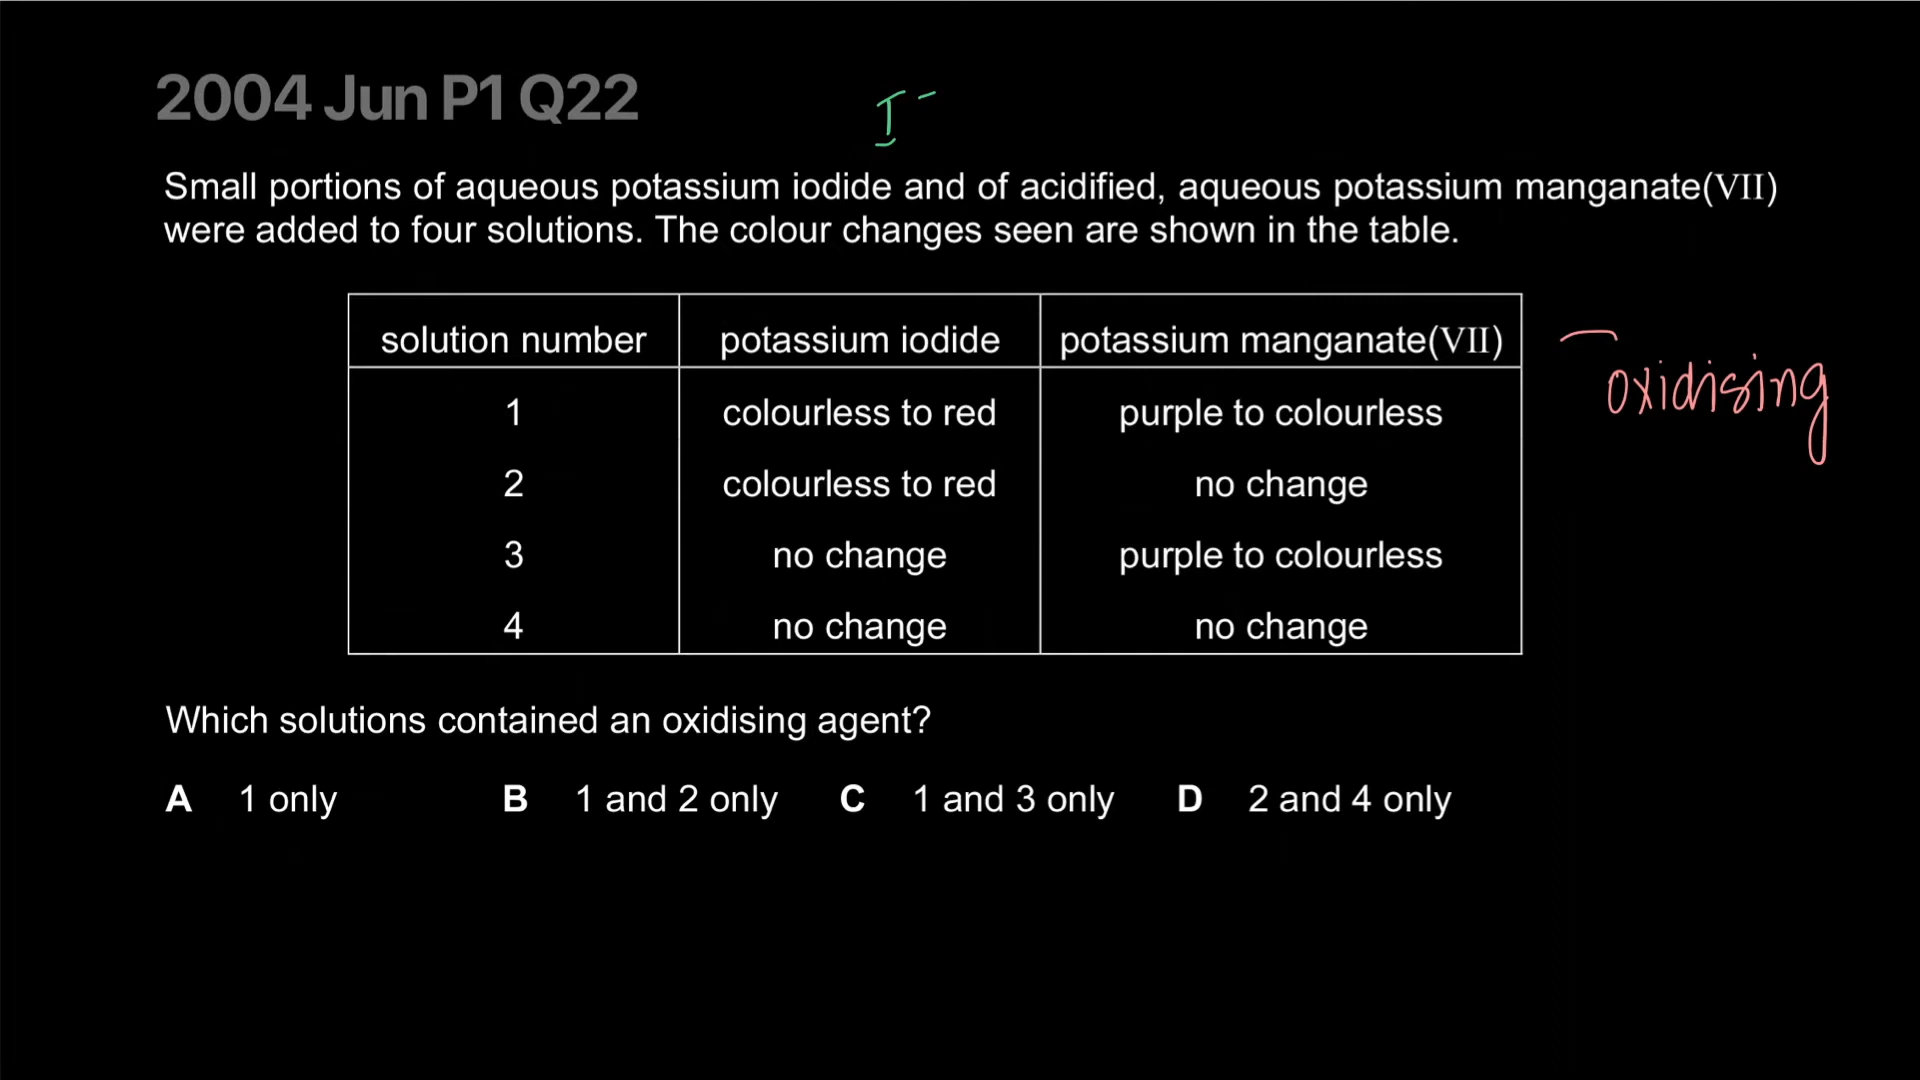 2004 Jun P1 Q22
I⁻
Small portions of aqueous potassium iodide and of acidified, aqueous potassium manganate(VII)
were added to four solutions. The colour changes seen are shown in the table.
solution number potassium iodide potassium manganate(VII)
oxidising
1 colourless to red purple to colourless
2 colourless to red no change
3 no change purple to colourless
4 no change no change
Which solutions contained an oxidising agent?
A 1 only B 1 and 2 only C 1 and 3 only D 2 and 4 only